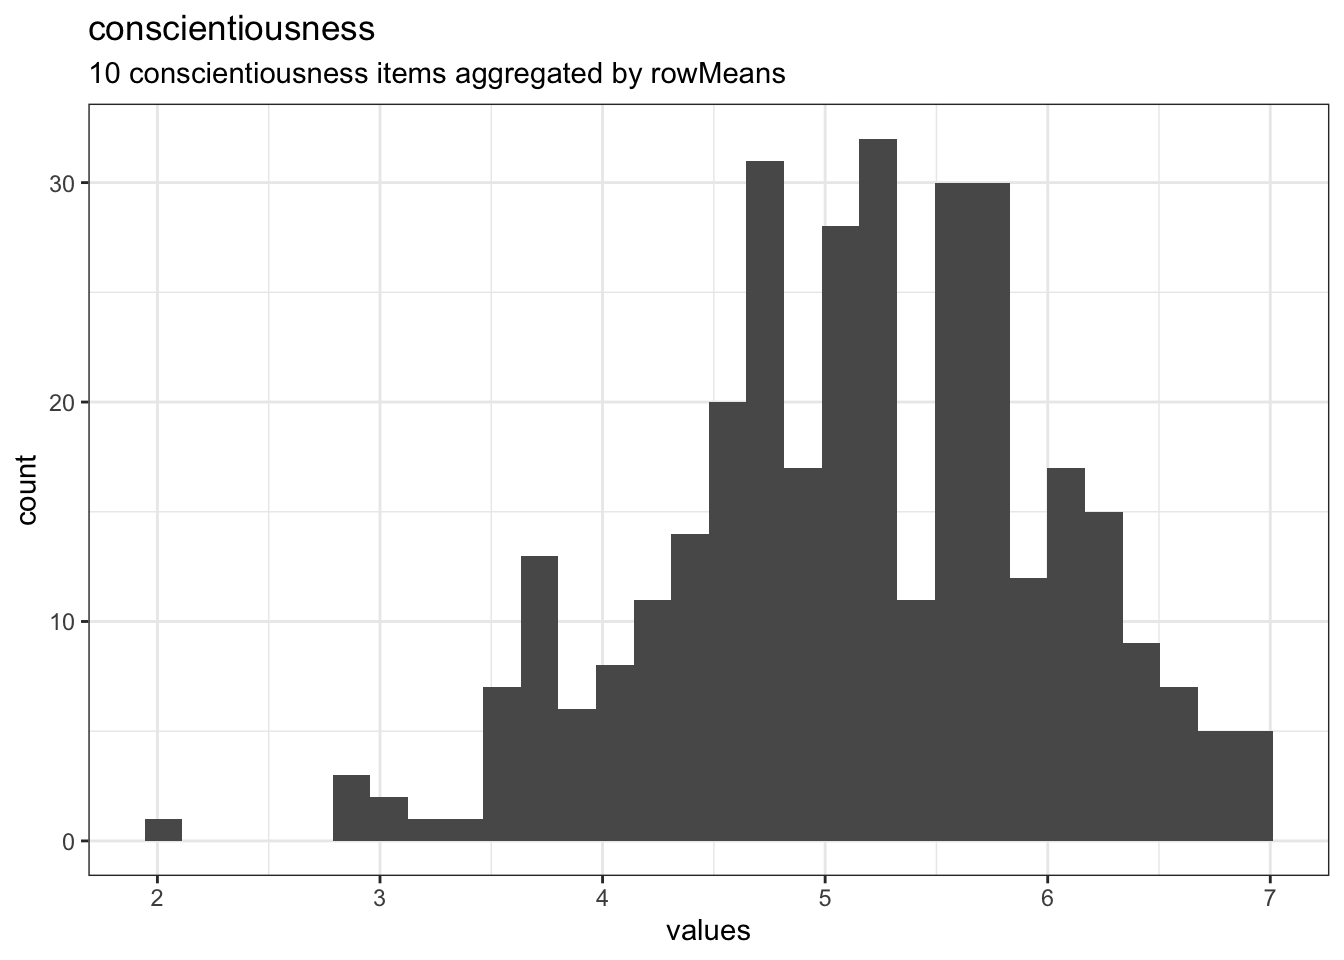 conscientiousness
10 conscientiousness items aggregated by rowMeans
30
20
10
0
count
2 3 4 5 6 7
values